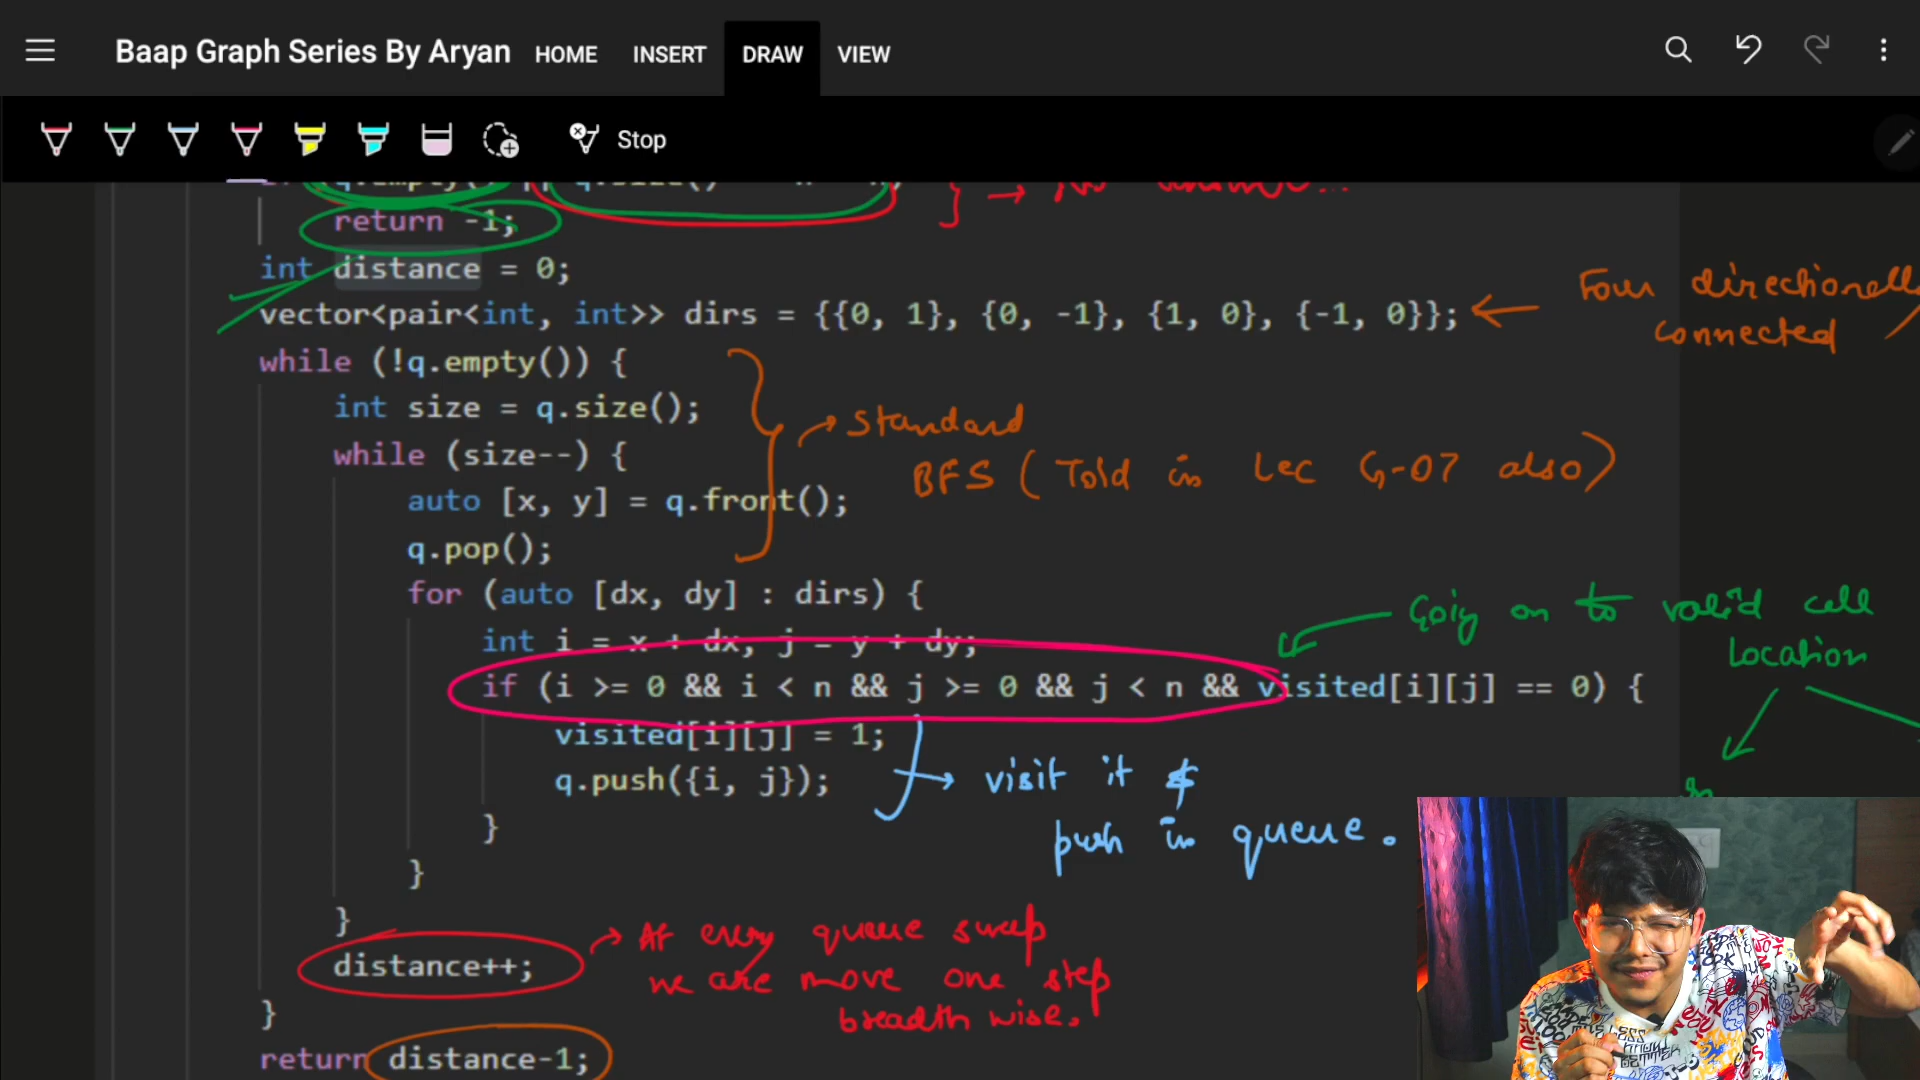 Baap Graph Series By Aryan HOME INSERT DRAW VIEW
Stop
return -1;
int distance = 0;
vector<pair<int, int>> dirs = {{0, 1}, {0, -1}, {1, 0}, {-1, 0}};
Four directionally
connected
while (!q.empty()) {
int size = q.size();
while (size--) {
auto [x, y] = q.front();
q.pop();
Standard
BFS (Told in Lec G-07 also)
for (auto [dx, dy] : dirs) {
int i = x + dx, j = y + dy;
if (i >= 0 && i < n && j >= 0 && j < n && visited[i][j] == 0) {
Goig on to valid cell
location
visited[i][j] = 1;
q.push({i, j});
}
visit it &
push in queue.
}
}
distance++;
At every queue swap
we are move one step
breadth wise.
}
return distance-1;